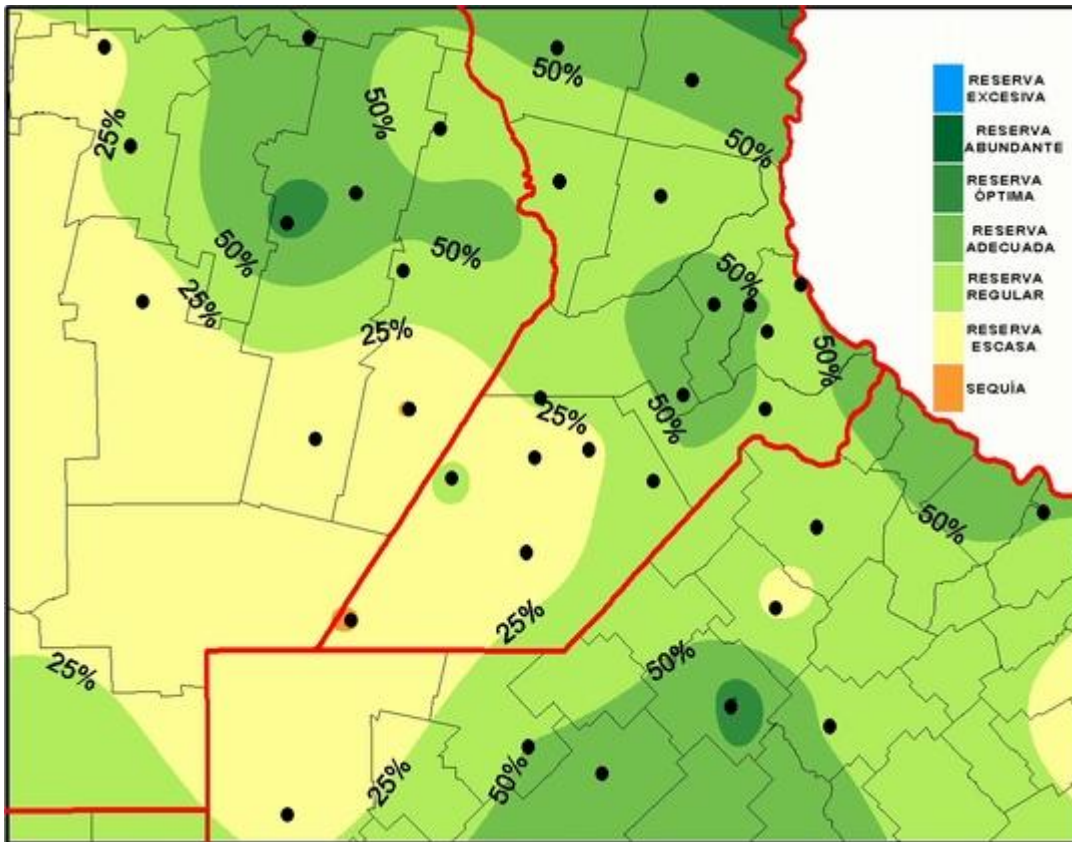 50%
50%
25%
50%
50%
50%
50%
25%
25%
50%
50%
25%
50%
25%
50%
25%
25%
50%
RESERVA
EXCESIVA
RESERVA
ABUNDANTE
RESERVA
ÓPTIMA
RESERVA
ADECUADA
RESERVA
REGULAR
RESERVA
ESCASA
SEQUÍA